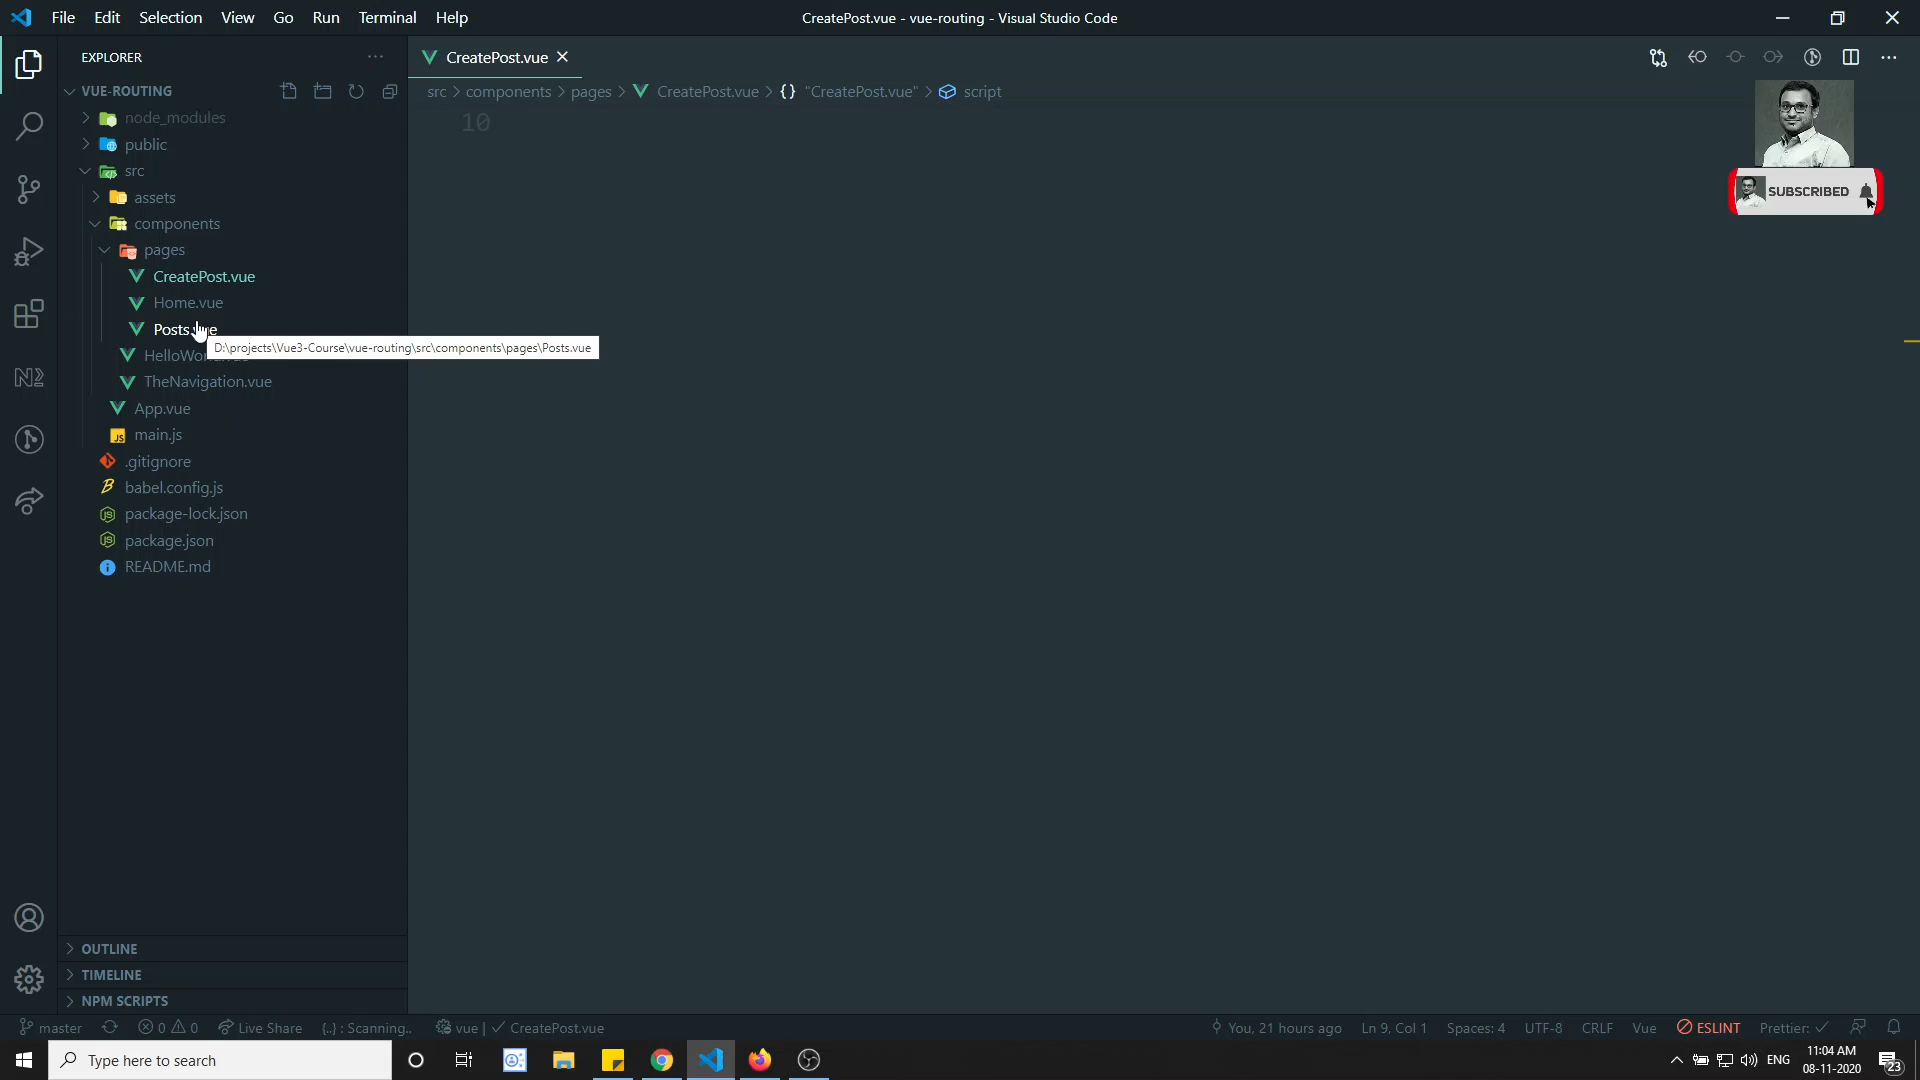 File Edit Selection View Go Run Terminal Help
CreatePost.vue - vue-routing - Visual Studio Code
EXPLORER
CreatePost.vue
VUE-ROUTING
src > components > pages > CreatePost.vue > {} "CreatePost.vue" > script
node_modules
10
public
src
assets
SUBSCRIBED
components
pages
CreatePost.vue
Home.vue
Posts.vue
D:\projects\Vue3-Course\vue-routing\src\components\pages\Posts.vue
TheNavigation.vue
App.vue
main.js
.gitignore
babel.config.js
package-lock.json
package.json
README.md
OUTLINE
TIMELINE
NPM SCRIPTS
master 0 0 Live Share {..} : Scanning.. vue | ✓ CreatePost.vue
You, 21 hours ago Ln 9, Col 1 Spaces: 4 UTF-8 CRLF Vue ESLINT Prettier: ✓
Type here to search
ENG
11:04 AM
08-11-2020
23